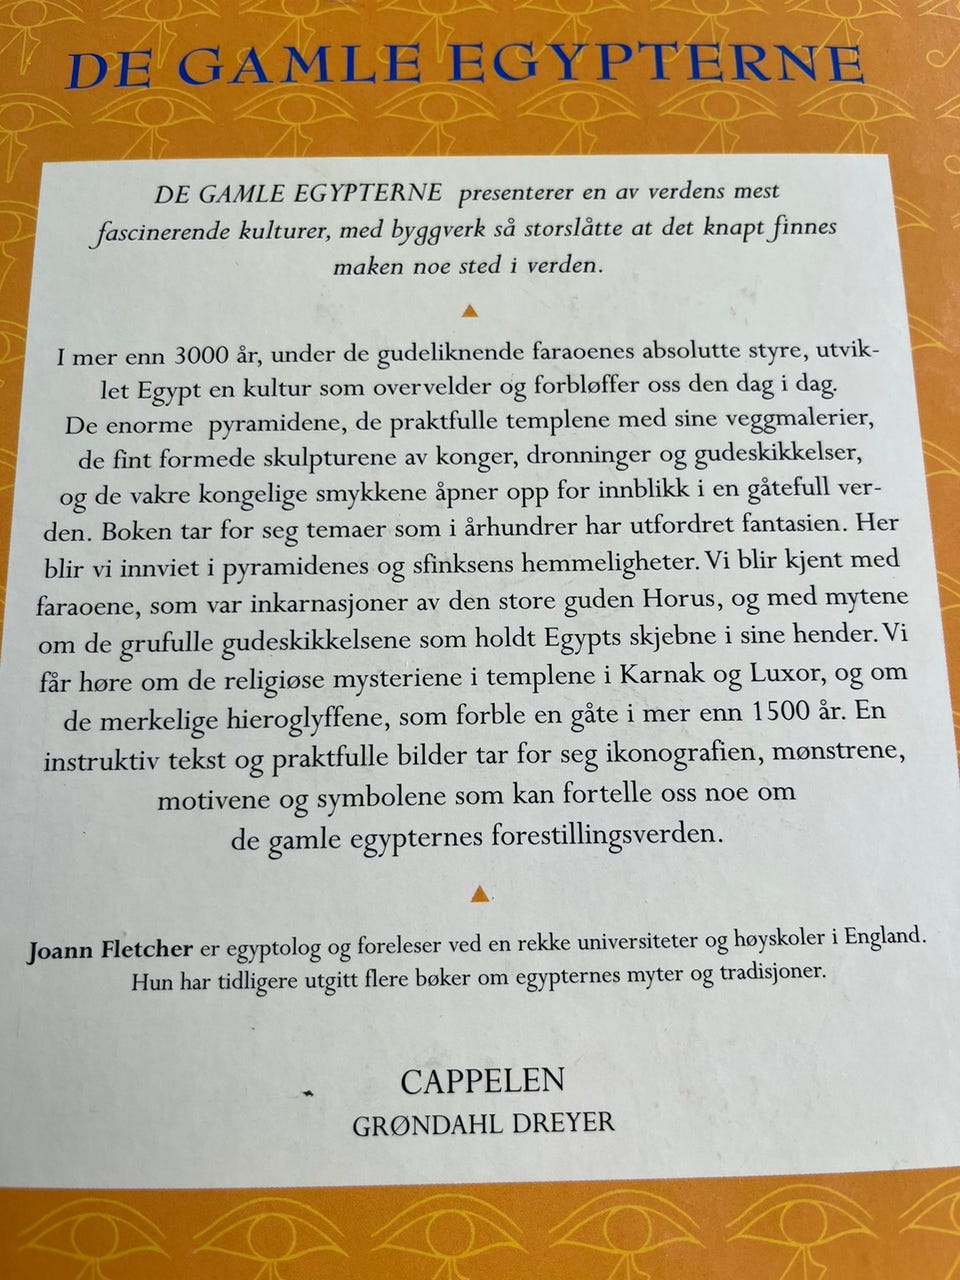 DE GAMLE EGYPTERNE
DE GAMLE EGYPTERNE presenterer en av verdens mest
fascinerende kulturer, med byggverk så storslåtte at det knapt finnes
maken noe sted i verden.
I mer enn 3000 år, under de gudeliknende faraoenes absolutte styre, utvik-
let Egypt en kultur som overvelder og forbløffer oss den dag i dag.
De enorme pyramidene, de praktfulle templene med sine veggmalerier,
de fint formede skulpturene av konger, dronninger og gudeskikkelser,
og de vakre kongelige smykkene åpner opp for innblikk i en gåtefull ver-
den. Boken tar for seg temaer som i århundrer har utfordret fantasien. Her
blir vi innviet i pyramidenes og sfinksens hemmeligheter. Vi blir kjent med
faraoene, som var inkarnasjoner av den store guden Horus, og med mytene
om de grufulle gudeskikkelsene som holdt Egypts skjebne i sine hender. Vi
får høre om de religiøse mysteriene i templene i Karnak og Luxor, og om
de merkelige hieroglyffene, som forble en gåte i mer enn 1500 år. En
instruktiv tekst og praktfulle bilder tar for seg ikonografien, mønstrene,
motivene og symbolene som kan fortelle oss noe om
de gamle egypternes forestillingsverden.
Joann Fletcher er egyptolog og foreleser ved en rekke universiteter og høyskoler i England.
Hun har tidligere utgitt flere bøker om egypternes myter og tradisjoner.
CAPPELEN
GRØNDAHL DREYER